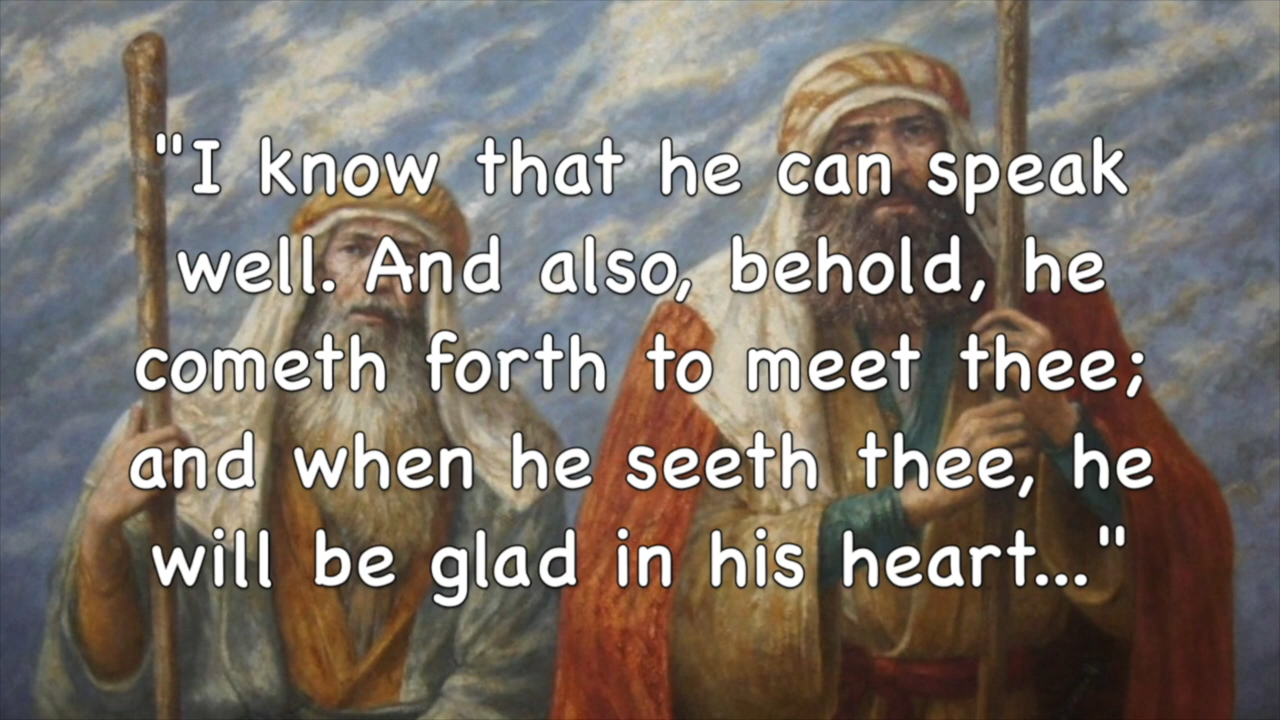 "I know that he can speak
well. And also, behold, he
cometh forth to meet thee;
and when he seeth thee, he
will be glad in his heart..."